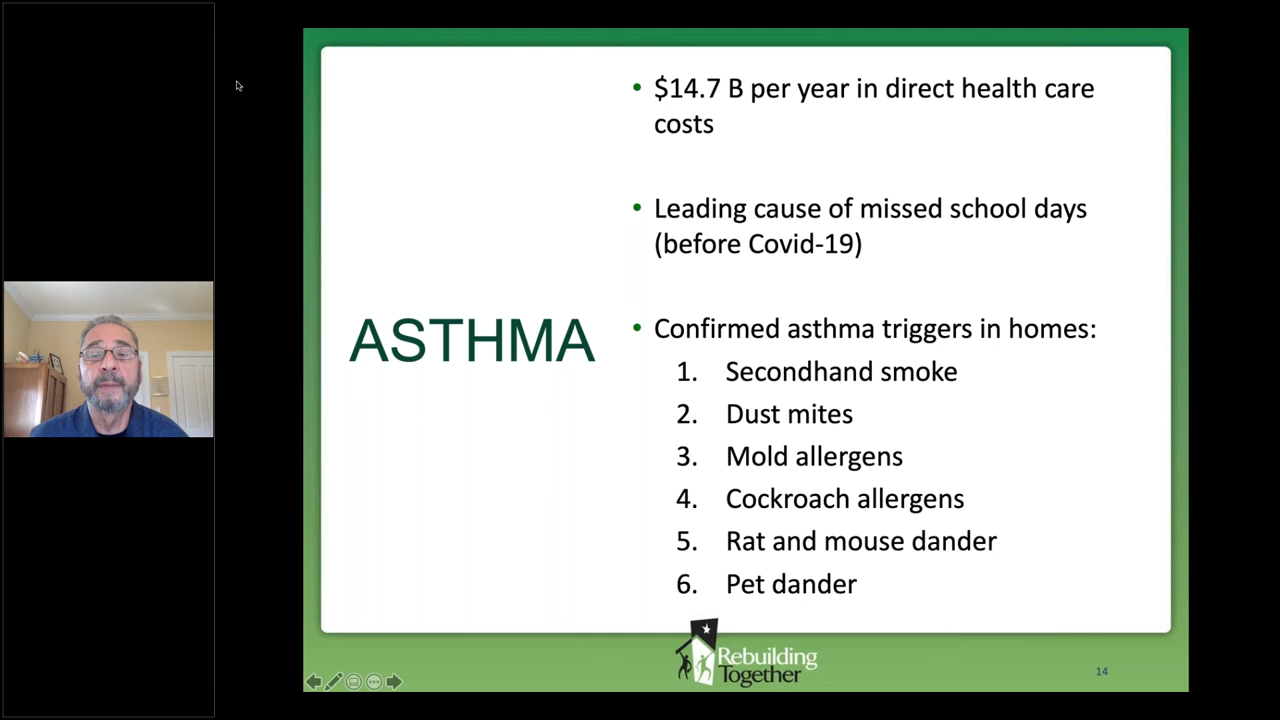 ASTHMA
• $14.7 B per year in direct health care
costs
• Leading cause of missed school days
(before Covid-19)
• Confirmed asthma triggers in homes:
1. Secondhand smoke
2. Dust mites
3. Mold allergens
4. Cockroach allergens
5. Rat and mouse dander
6. Pet dander
Rebuilding
Together
14